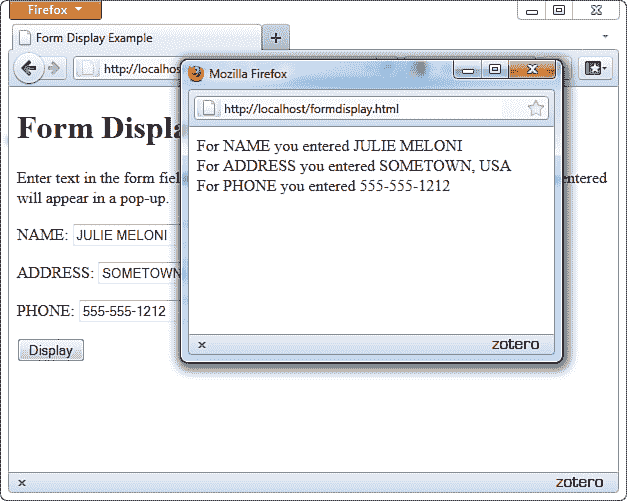 Firefox
Form Display Example
http://localhos
Form Displa
Enter text in the form fiel
entered
will appear in a pop-up.
NAME: JULIE MELONI
ADDRESS: SOMETOWN
PHONE: 555-555-1212
Display
zotero
Mozilla Firefox
http://localhost/formdisplay.html
For NAME you entered JULIE MELONI
For ADDRESS you entered SOMETOWN, USA
For PHONE you entered 555-555-1212
zotero